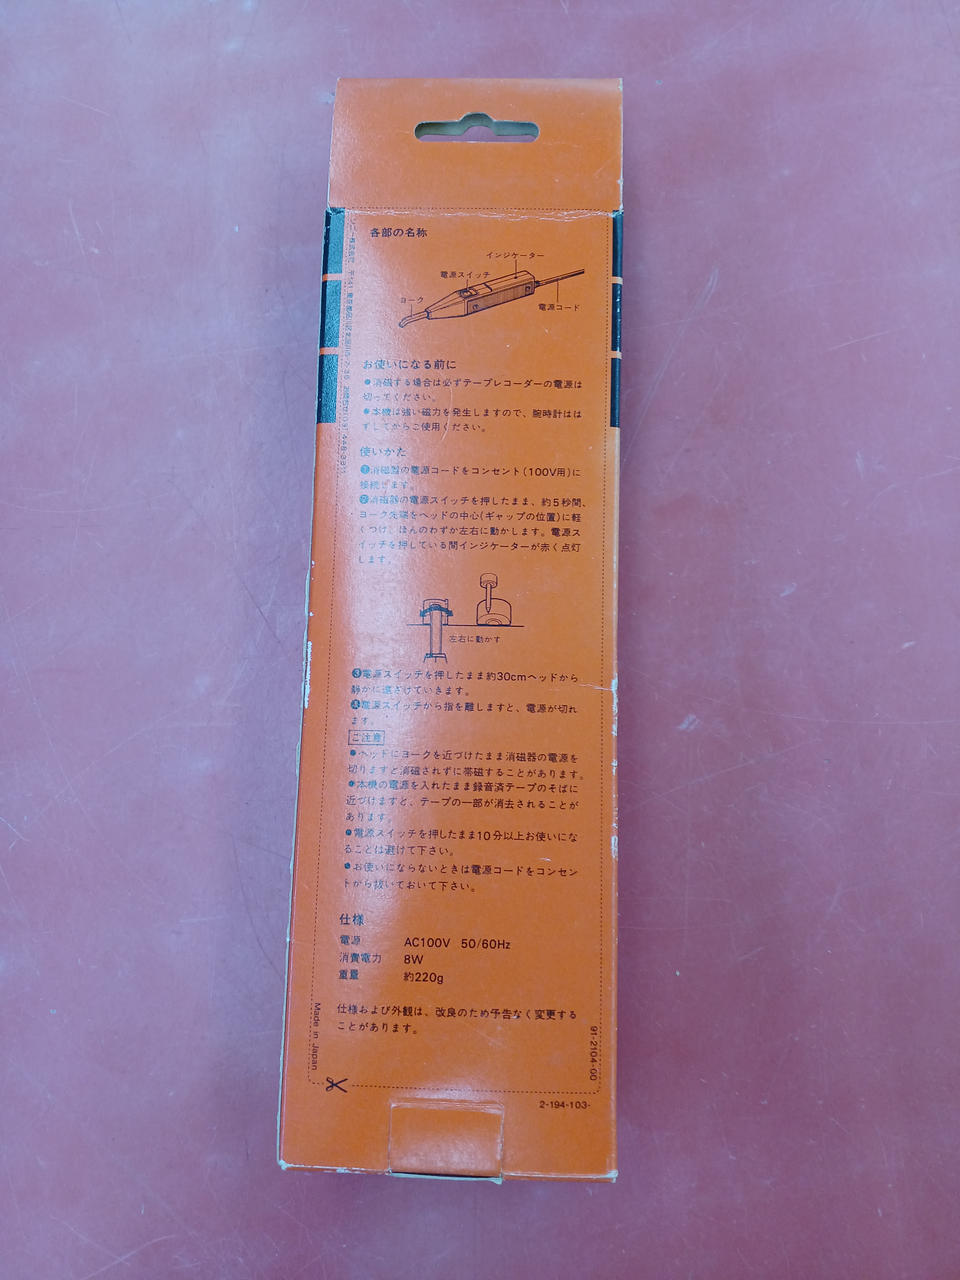 各部の名称
インジケーター
電源スイッチ
ヨーク
電源コード
お使いになる前に
●消磁する場合は必ずテープレコーダーの電源は
切ってください。
●本機は強い磁力を発生しますので、腕時計はは
ずしてからご使用ください。
使いかた
❶消磁器の電源コードをコンセント(100V用)に
接続します。
❷消磁器の電源スイッチを押したまま、約5秒間、
ヨーク先端をヘッドの中心(ギャップの位置)に軽
くつけ、ほんのわずか左右に動かします。電源ス
イッチを押している間インジケーターが赤く点灯
します。
左右に動かす
❸電源スイッチを押したまま約30cmヘッドから
静かに遠ざけていきます。
❹電源スイッチから指を離しますと、電源が切れ
ます。
ご注意
●ヘッドにヨークを近づけたまま消磁器の電源を
切りますと消磁されずに帯磁することがあります。
●本機の電源を入れたまま録音済テープのそばに
近づけますと、テープの一部が消去されることが
あります。
●電源スイッチを押したまま10分以上お使いにな
ることは避けて下さい。
●お使いにならないときは電源コードをコンセン
トから抜いておいて下さい。
仕様
電源 AC100V 50/60Hz
消費電力 8W
重量 約220g
仕様および外観は、改良のため予告なく変更する
ことがあります。
ソニー株式会社 〒141 東京都品川区北品川6-7-35
Made in Japan
91-2104-00
2-194-103-